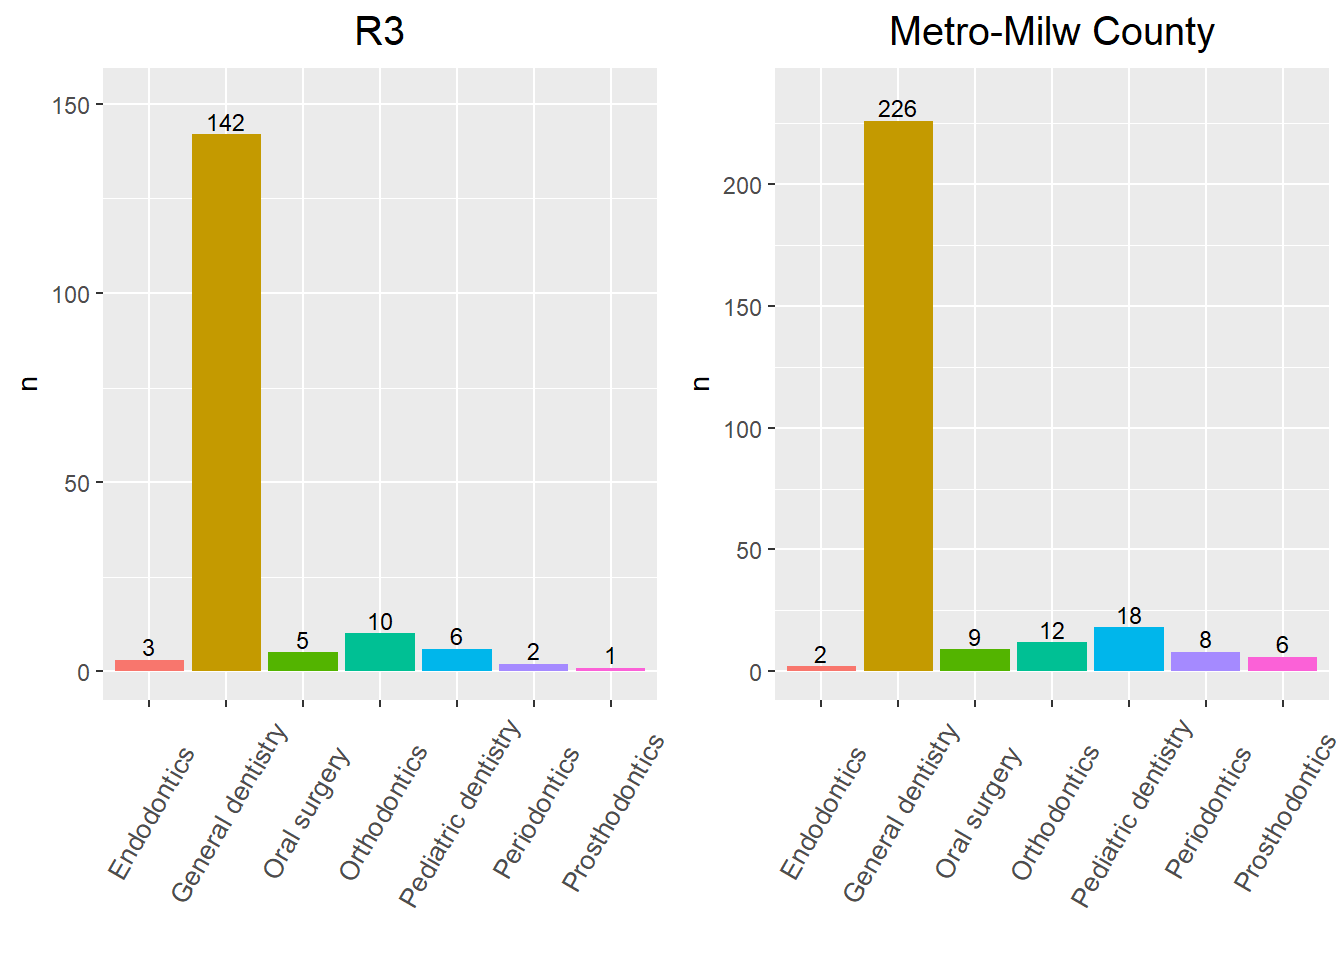 R3
150
100
50
0
n
142
3
5
10
6
2
1
Endodontics
General dentistry
Oral surgery
Orthodontics
Pediatric dentistry
Periodontics
Prosthodontics
Metro-Milw County
200
150
100
50
0
n
226
2
9
12
18
8
6
Endodontics
General dentistry
Oral surgery
Orthodontics
Pediatric dentistry
Periodontics
Prosthodontics